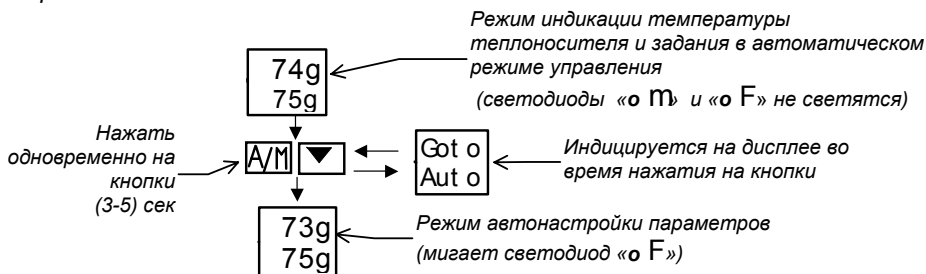 Режим индикации температуры
теплоносителя и задания в автоматическом
режиме управления
(светодиоды «о m» и «о F» не светятся)
74g
75g
Нажать
одновременно на
кнопки
(3-5) сек
A/M ▼
Got o
Aut o
Индицируется на дисплее во
время нажатия на кнопки
73g
75g
Режим автонастройки параметров
(мигает светодиод «о F»)